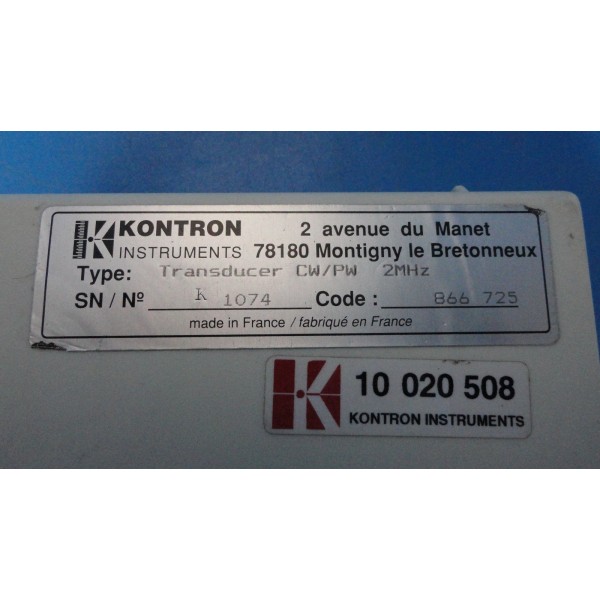 KONTRON
INSTRUMENTS
2 avenue du Manet
78180 Montigny le Bretonneux
Type: Transducer CW/PW 2MHz
SN / Nº K 1074 Code : 866 725
made in France / fabriqué en France
10 020 508
KONTRON INSTRUMENTS